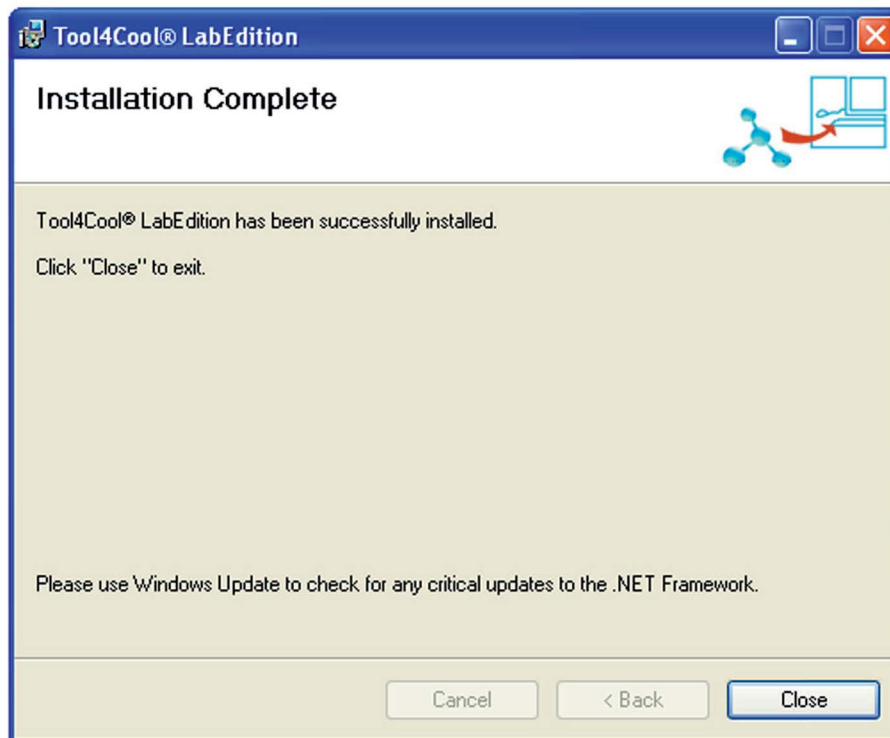 Tool4Cool® LabEdition
Installation Complete
Tool4Cool® LabEdition has been successfully installed.
Click "Close" to exit.
Please use Windows Update to check for any critical updates to the .NET Framework.
Cancel
< Back
Close